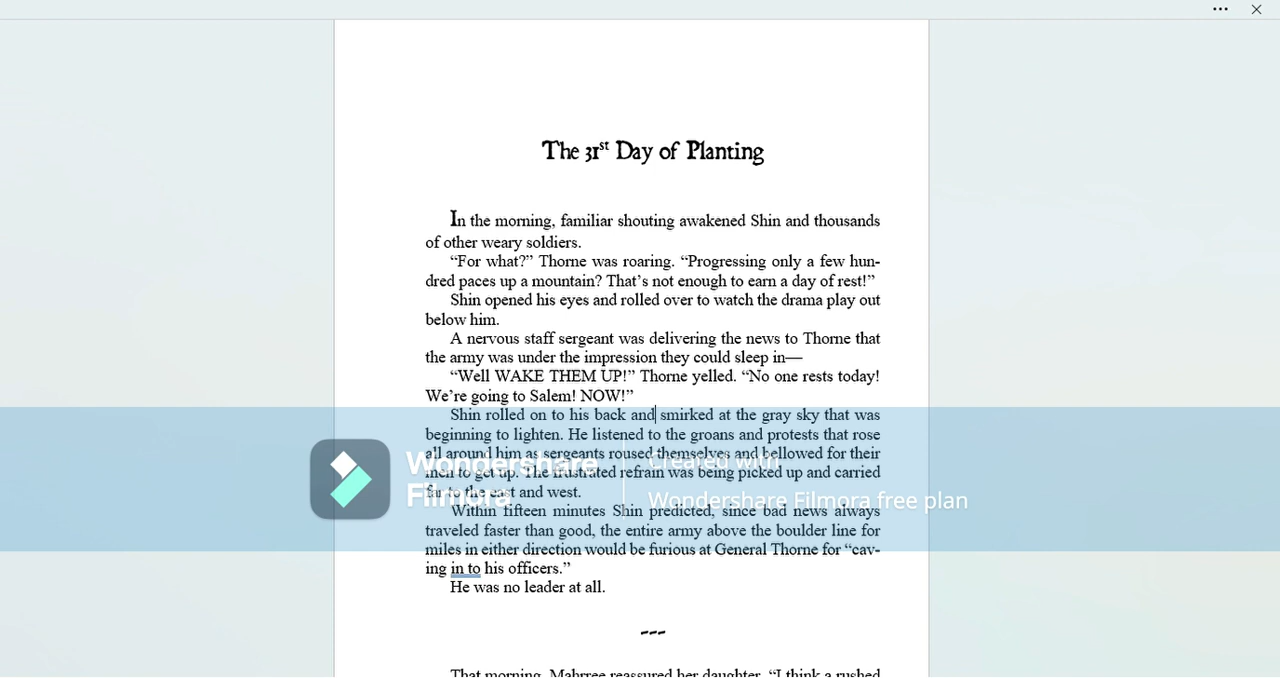 The 31st Day of Planting
In the morning, familiar shouting awakened Shin and thousands
of other weary soldiers.
“For what?” Thorne was roaring. “Progressing only a few hun-
dred paces up a mountain? That’s not enough to earn a day of rest!”
Shin opened his eyes and rolled over to watch the drama play out
below him.
A nervous staff sergeant was delivering the news to Thorne that
the army was under the impression they could sleep in—
“Well WAKE THEM UP!” Thorne yelled. “No one rests today!
We’re going to Salem! NOW!”
Shin rolled on to his back and smirked at the gray sky that was
beginning to lighten. He listened to the groans and protests that rose
all around him as sergeants roused themselves and bellowed for their
men to get up. The frustrated refrain was being picked up and carried
far to the east and west.
Within fifteen minutes Shin predicted, since bad news always
traveled faster than good, the entire army above the boulder line for
miles in either direction would be furious at General Thorne for “cav-
ing in to his officers.”
He was no leader at all.
---
That morning, Mahrree reassured her daughter, “I think a rushed
Wondershare
Filmora
Created with
Wondershare Filmora free plan